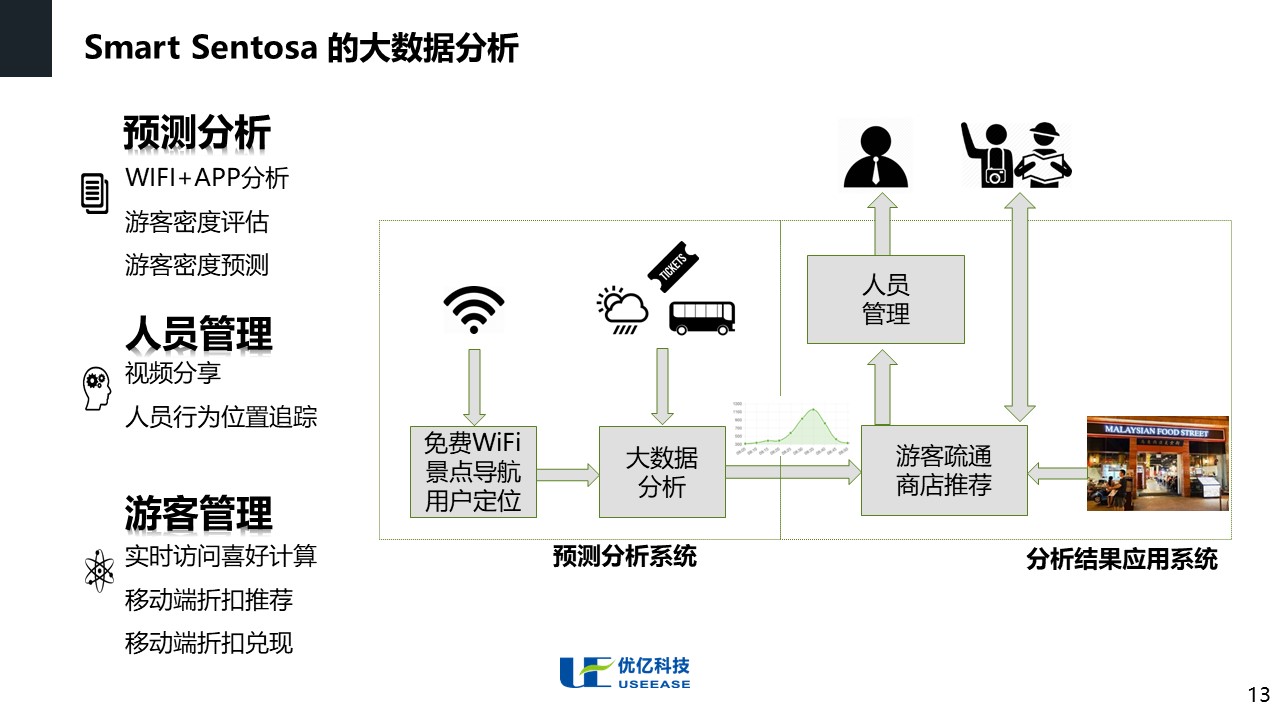 Smart Sentosa 的大数据分析
预测分析
WIFI+APP分析
游客密度评估
游客密度预测
人员管理
视频分享
人员行为位置追踪
游客管理
实时访问喜好计算
移动端折扣推荐
移动端折扣兑现
TICKETS
人员
管理
免费WiFi
景点导航
用户定位
大数据
分析
游客疏通
商店推荐
MALAYSIAN FOOD STREET
预测分析系统
分析结果应用系统
优亿科技
USEEASE
13